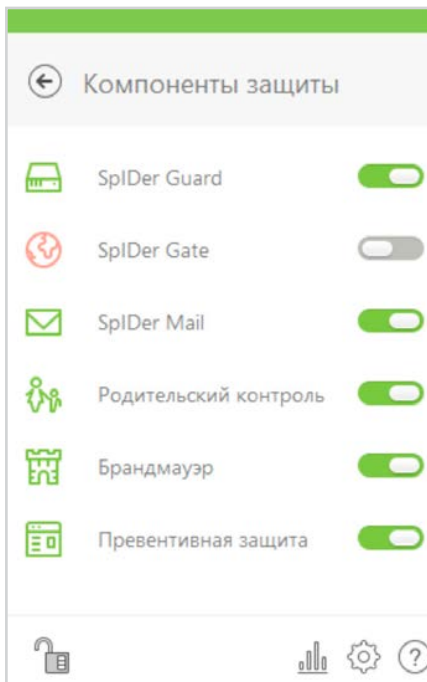 Компоненты защиты
SpIDer Guard
SpIDer Gate
SpIDer Mail
Родительский контроль
Брандмауэр
Превентивная защита
?